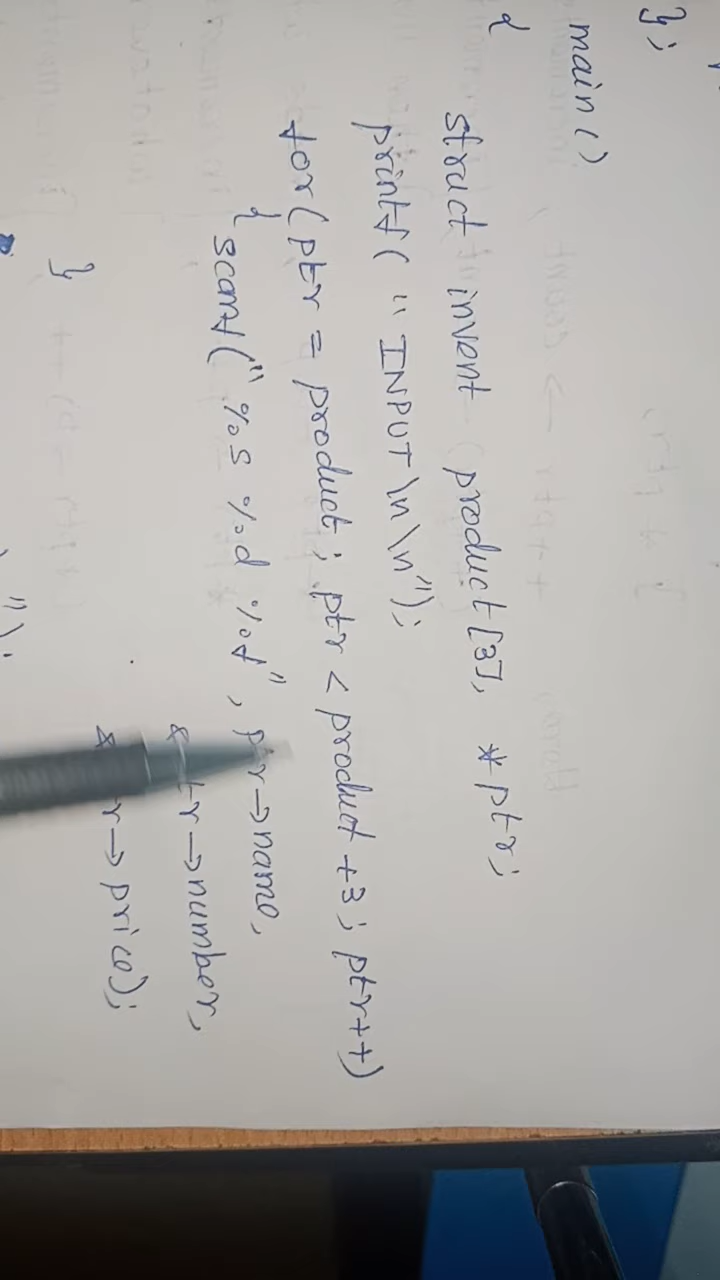 };
main()
{
struct invent product[3], *ptr;
printf( "INPUT\n\n");
for(ptr = product; ptr < product +3; ptr++)
{
scanf("%s %d %f", ptr→name,
&ptr→number,
&ptr→price);
}
");